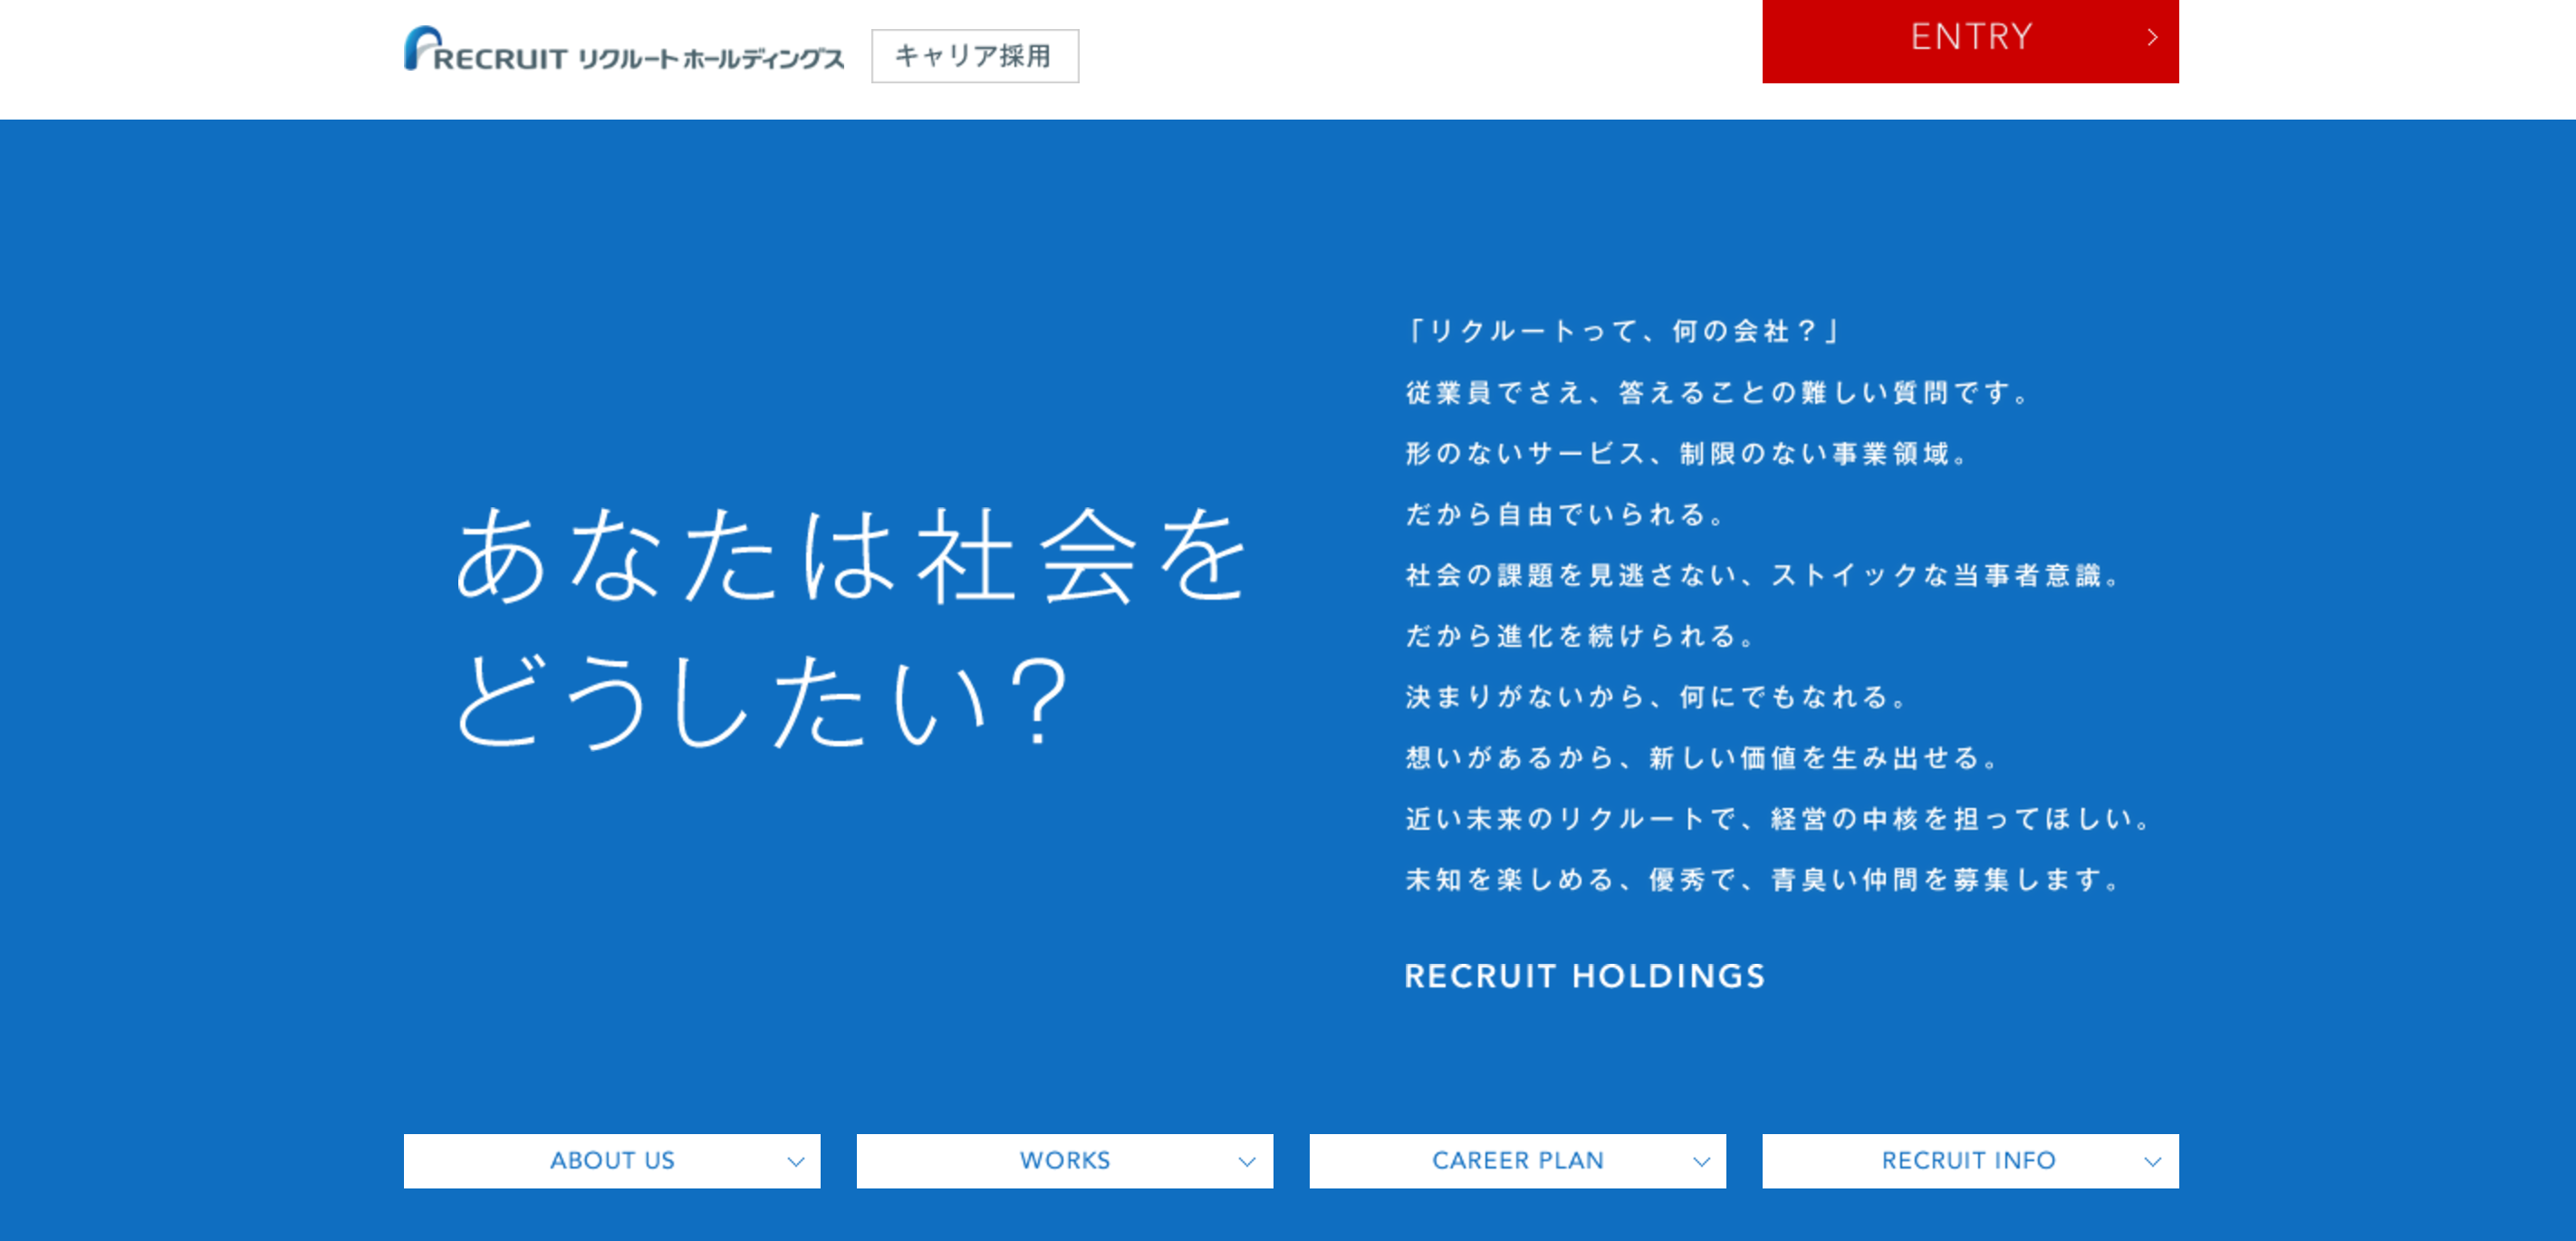 RECRUIT リクルート ホールディングス
キャリア採用
ENTRY
あなたは社会を
どうしたい?
「リクルートって、何の会社？」
従業員でさえ、答えることの難しい質問です。
形のないサービス、制限のない事業領域。
だから自由でいられる。
社会の課題を見逃さない、ストイックな当事者意識。
だから進化を続けられる。
決まりがないから、何にでもなれる。
想いがあるから、新しい価値を生み出せる。
近い未来のリクルートで、経営の中核を担ってほしい。
未知を楽しめる、優秀で、青臭い仲間を募集します。
RECRUIT HOLDINGS
ABOUT US
WORKS
CAREER PLAN
RECRUIT INFO